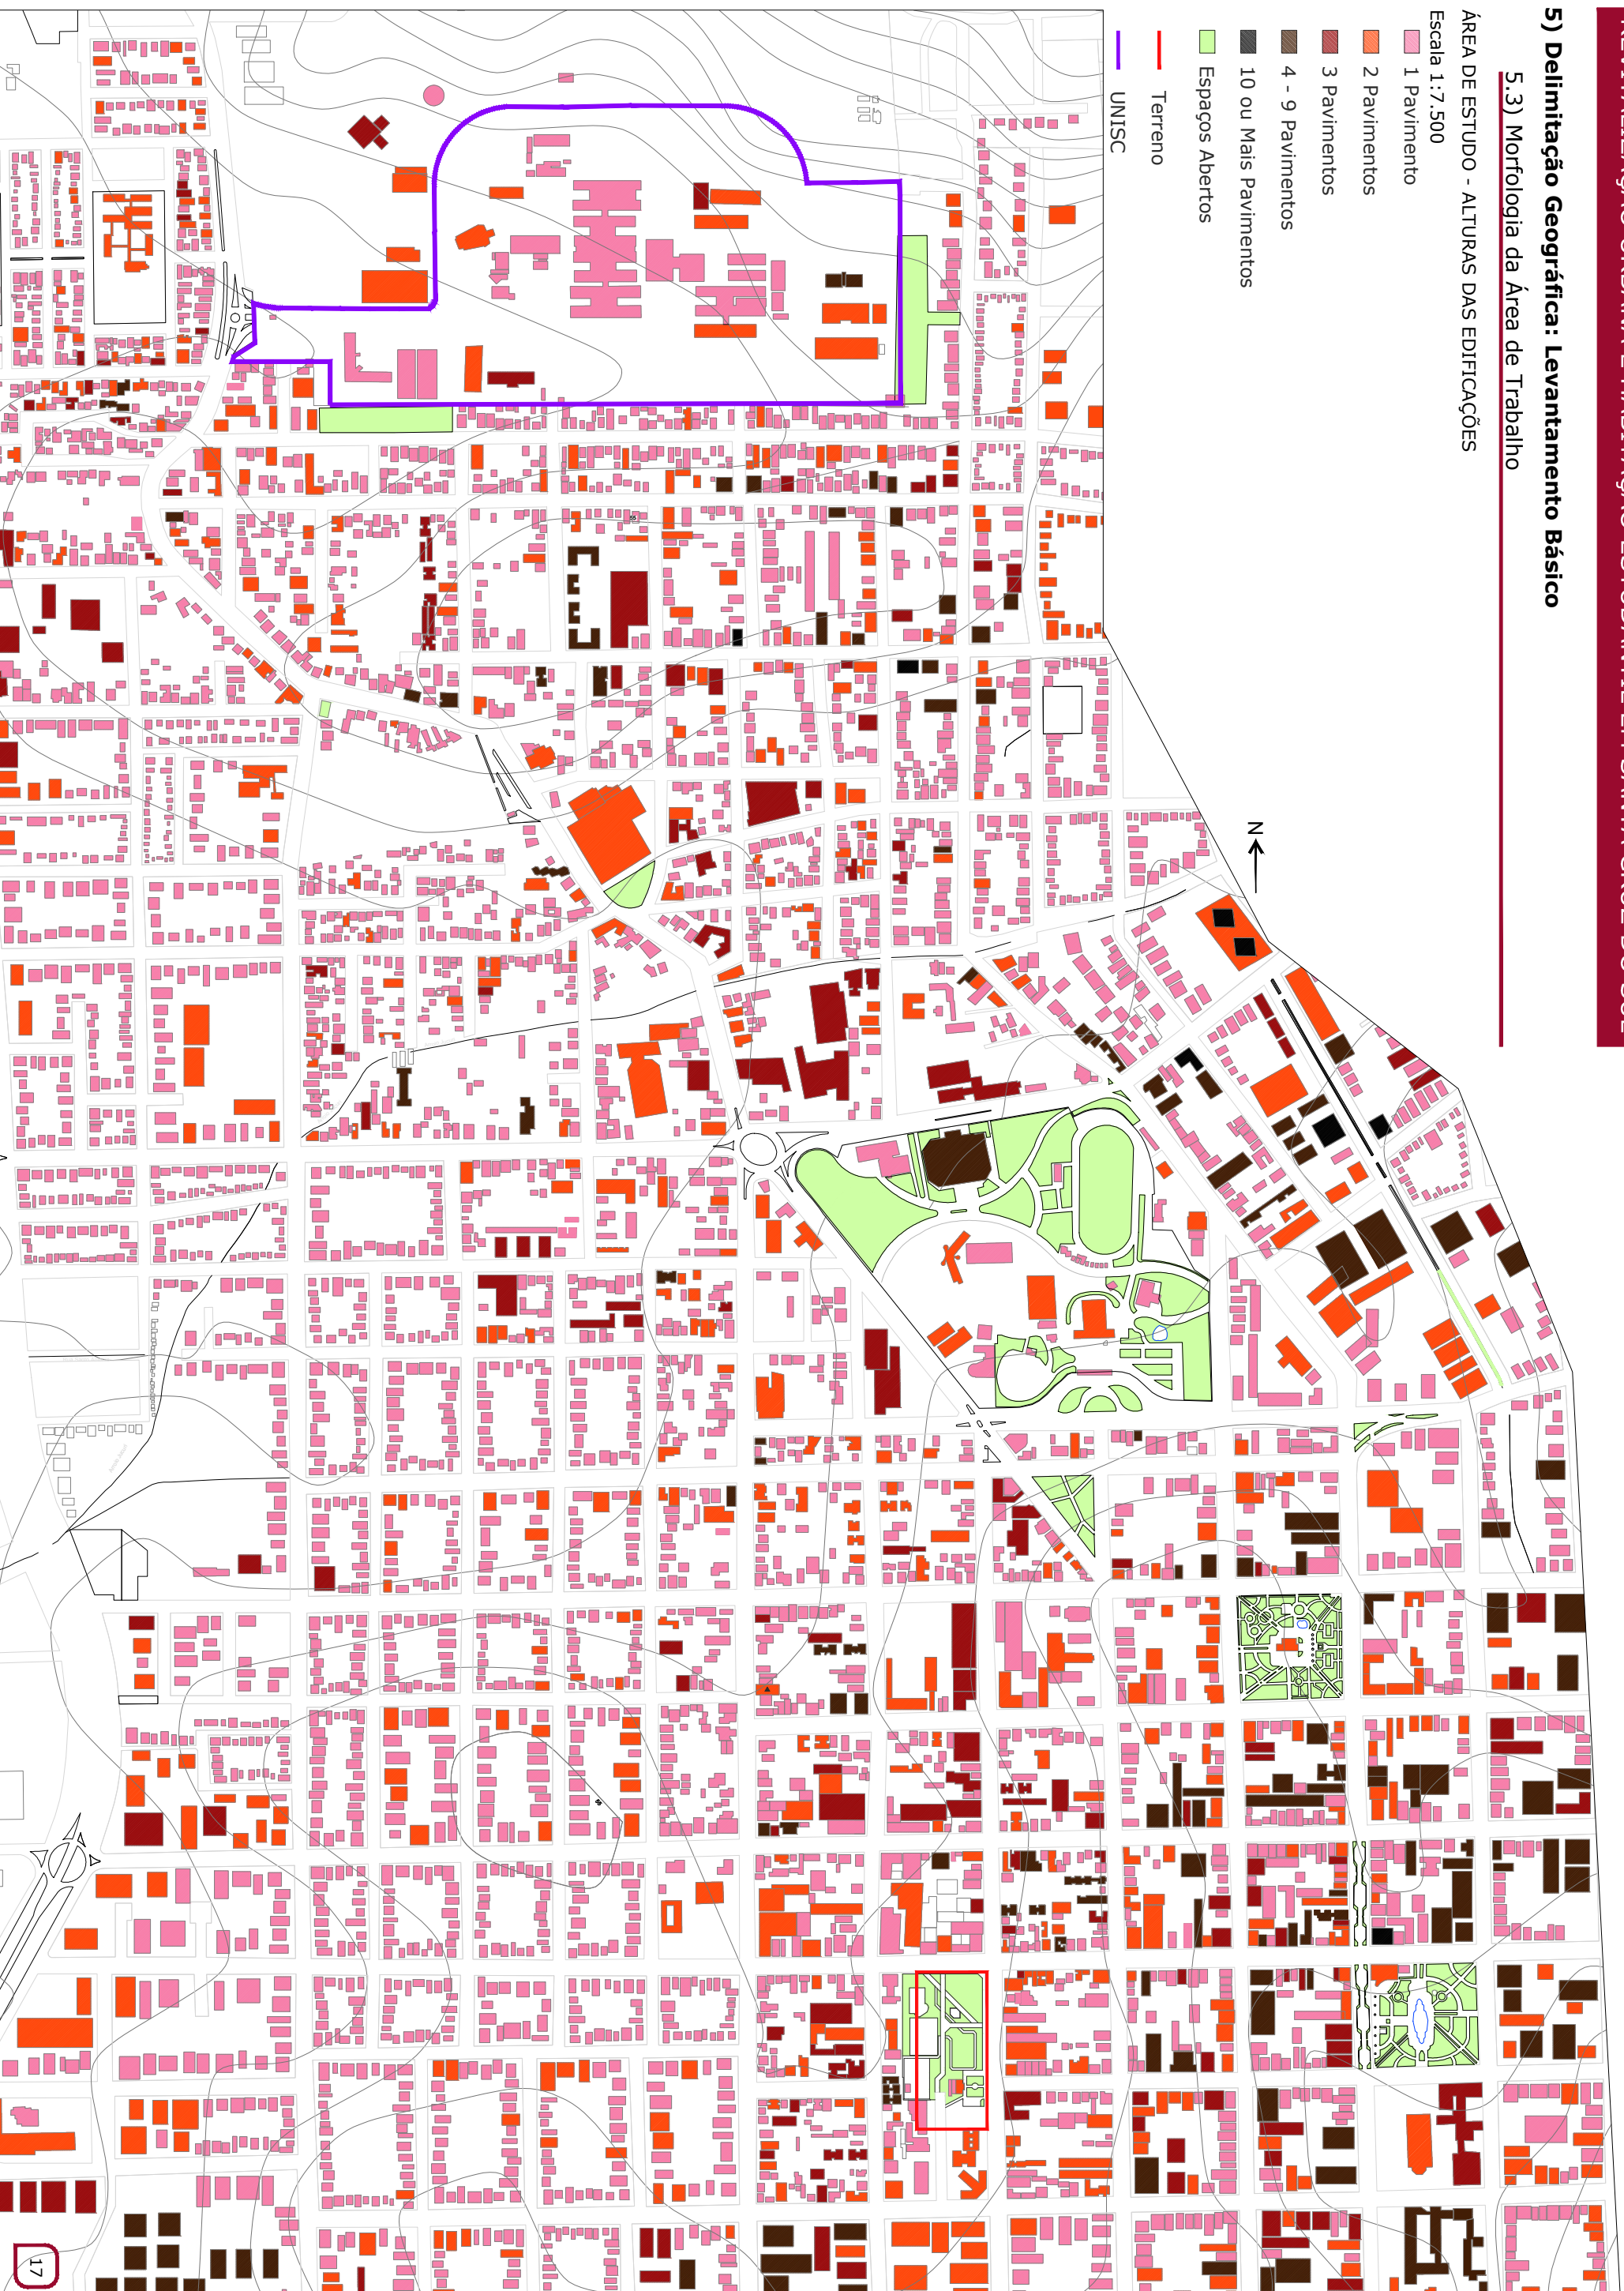 5) Delimitação Geográfica: Levantamento Básico
5.3) Morfologia da Área de Trabalho
ÁREA DE ESTUDO - ALTURAS DAS EDIFICAÇÕES
Escala 1:7.500
1 Pavimento
2 Pavimentos
3 Pavimentos
4 - 9 Pavimentos
10 ou Mais Pavimentos
Espaços Abertos
Terreno
UNISC
N
17